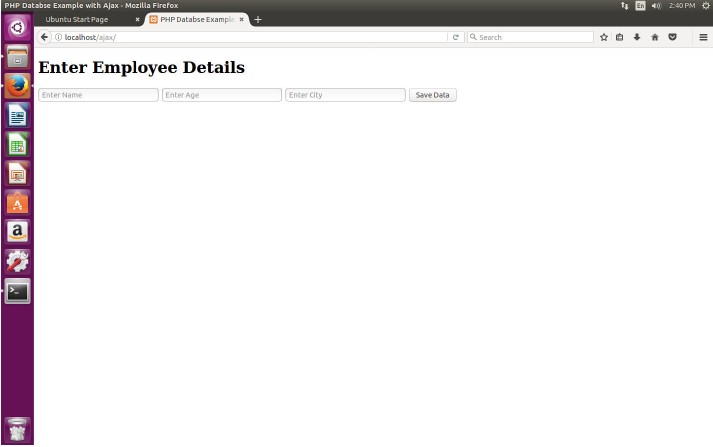 PHP Databse Example with Ajax - Mozilla Firefox
En
2:40 PM
Ubuntu Start Page
PHP Databse Example
localhost/ajax/
Search
Enter Employee Details
Enter Name
Enter Age
Enter City
Save Data